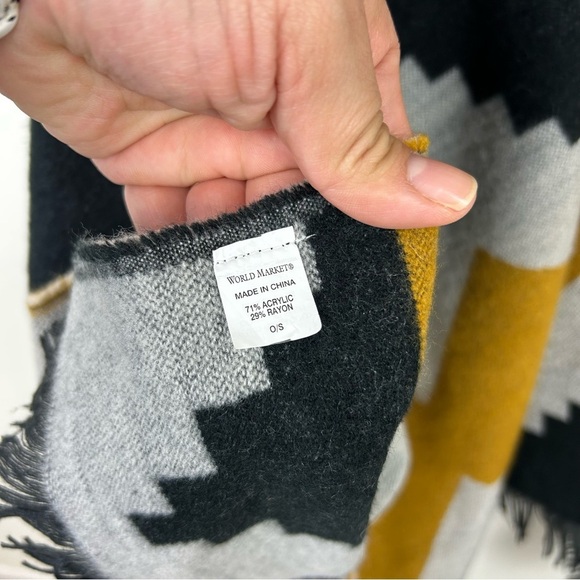 WORLD MARKET®
MADE IN CHINA
71% ACRYLIC
29% RAYON
O/S